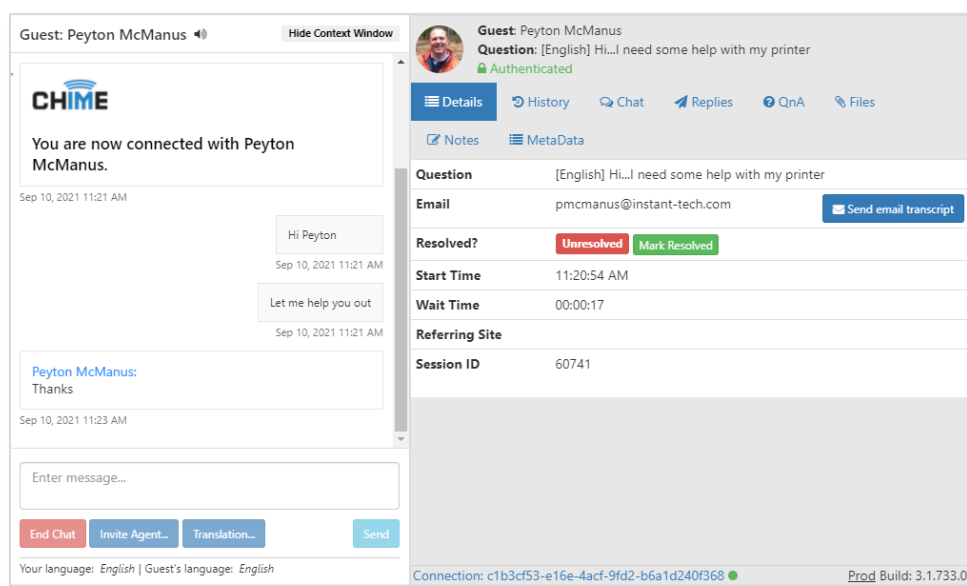 Guest: Peyton McManus
Hide Context Window
CHIME
You are now connected with Peyton
McManus.
Sep 10, 2021 11:21 AM
Hi Peyton
Sep 10, 2021 11:21 AM
Let me help you out
Sep 10, 2021 11:21 AM
Peyton McManus:
Thanks
Sep 10, 2021 11:23 AM
Enter message...
End Chat Invite Agent... Translation... Send
Your language: English | Guest's language: English
Guest: Peyton McManus
Question: [English] Hi...I need some help with my printer
Authenticated
Details History Chat Replies QnA Files
Notes MetaData
Question [English] Hi...I need some help with my printer
Email pmcmanus@instant-tech.com Send email transcript
Resolved? Unresolved Mark Resolved
Start Time 11:20:54 AM
Wait Time 00:00:17
Referring Site
Session ID 60741
Connection: c1b3cf53-e16e-4acf-9fd2-b6a1d240f368 Prod Build: 3.1.733.0